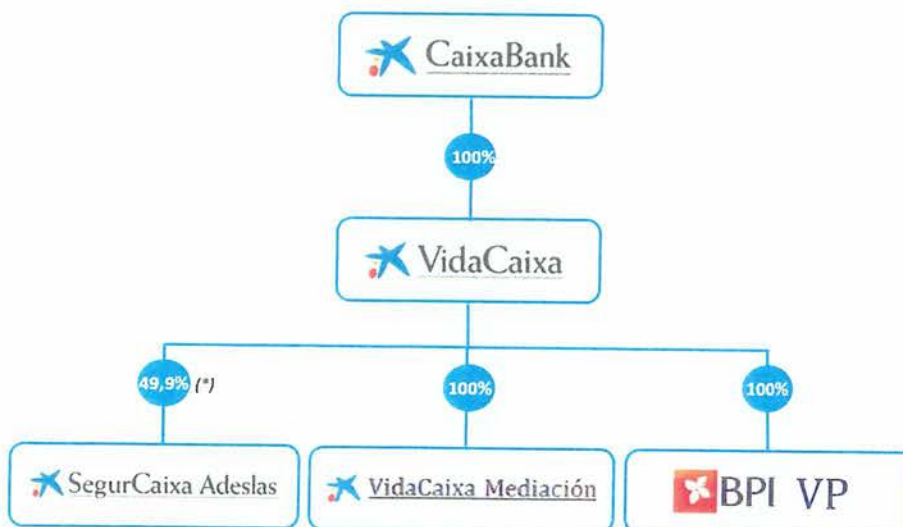 CaixaBank
100%
VidaCaixa
49,9% (*)
100%
100%
SegurCaixa Adeslas
VidaCaixa Mediación
BPI VP